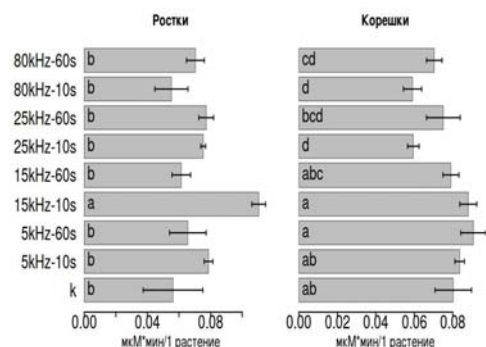 Ростки Корешки
80kHz-60s b cd
80kHz-10s b d
25kHz-60s b bcd
25kHz-10s b d
15kHz-60s b abc
15kHz-10s a a
5kHz-60s b a
5kHz-10s b ab
k b ab
0.00 0.04 0.08 0.00 0.02 0.04 0.06 0.08
мкМ*мин/1 растение мкМ*мин/1 растение